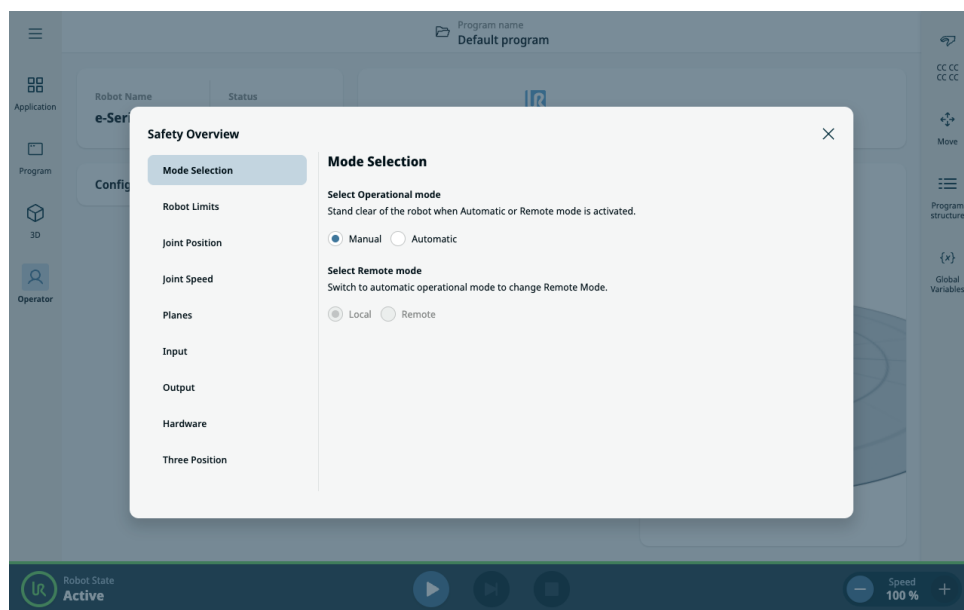 Program name
Default program
Application
Program
3D
Operator
Robot Name
Status
e-Seri
Config
Safety Overview
Mode Selection
Robot Limits
Joint Position
Joint Speed
Planes
Input
Output
Hardware
Three Position
Mode Selection
Select Operational mode
Stand clear of the robot when Automatic or Remote mode is activated.
Manual Automatic
Select Remote mode
Switch to automatic operational mode to change Remote Mode.
Local Remote
CC CC
CC CC
Move
Program
structure
{x}
Global
Variables
Robot State
Active
Speed
100 %